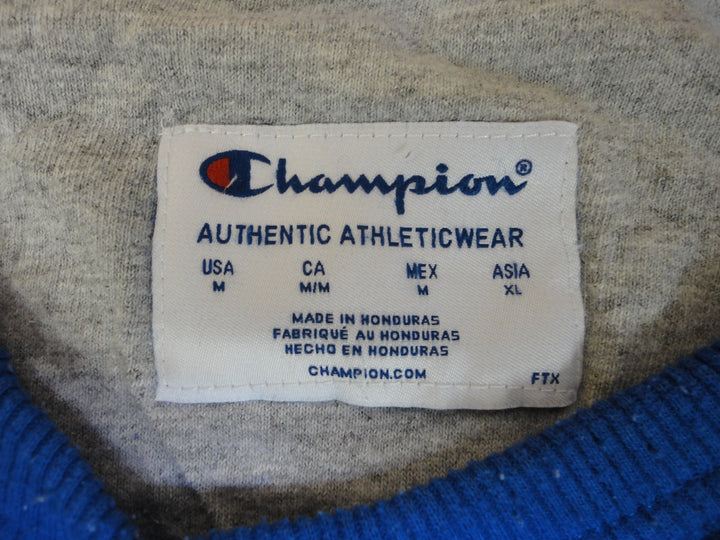 Champion®
AUTHENTIC ATHLETICWEAR
USA CA MEX ASIA
M M/M M XL
MADE IN HONDURAS
FABRIQUÉ AU HONDURAS
HECHO EN HONDURAS
CHAMPION.COM
FTX